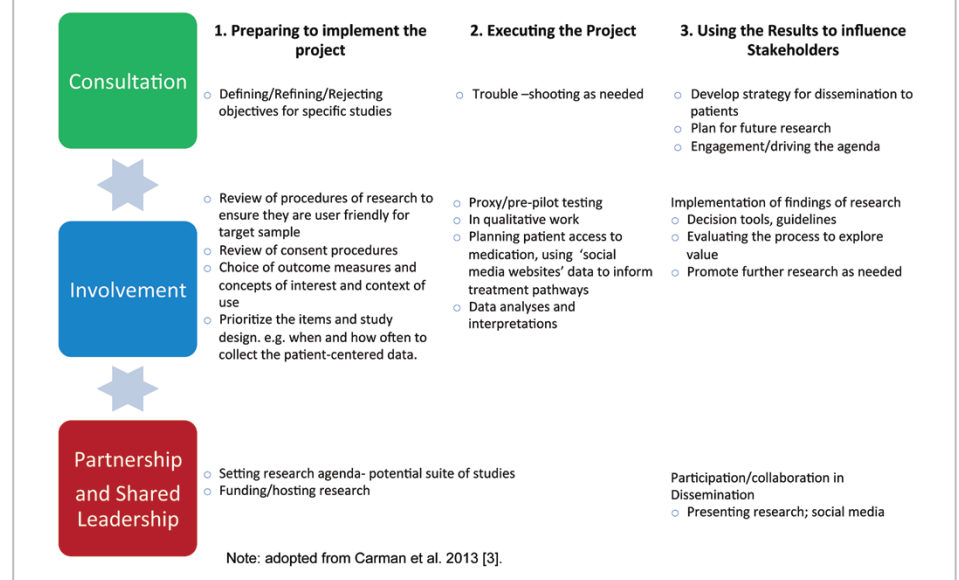 1. Preparing to implement the
project
2. Executing the Project
3. Using the Results to influence
Stakeholders
Consultation
Defining/Refining/Rejecting
objectives for specific studies
Trouble –shooting as needed
Develop strategy for dissemination to
patients
Plan for future research
Engagement/driving the agenda
Involvement
Review of procedures of research to
ensure they are user friendly for
target sample
Review of consent procedures
Choice of outcome measures and
concepts of interest and context of
use
Prioritize the items and study
design. e.g. when and how often to
collect the patient-centered data.
Proxy/pre-pilot testing
In qualitative work
Planning patient access to
medication, using ‘social
media websites’ data to inform
treatment pathways
Data analyses and
interpretations
Implementation of findings of research
Decision tools, guidelines
Evaluating the process to explore
value
Promote further research as needed
Partnership
and Shared
Leadership
Setting research agenda- potential suite of studies
Funding/hosting research
Participation/collaboration in
Dissemination
Presenting research; social media
Note: adopted from Carman et al. 2013 [3].